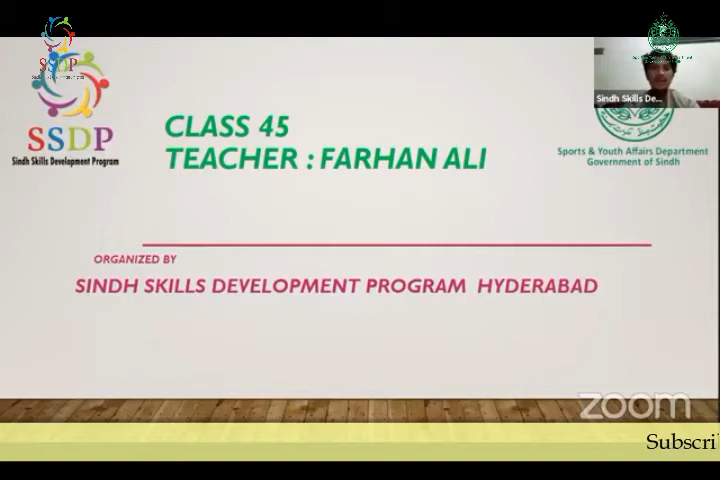 SSDP
SSDP
Sindh Skills Development Program
CLASS 45
TEACHER : FARHAN ALI
Sindh Skills De...
Sports & Youth Affairs Department
Government of Sindh
ORGANIZED BY
SINDH SKILLS DEVELOPMENT PROGRAM HYDERABAD
zoom
Subscri